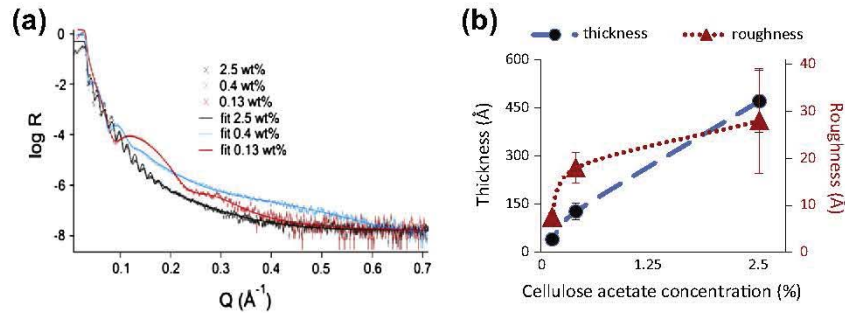 (a)
0
-2
-4
-6
-8
log R
2.5 wt%
0.4 wt%
0.13 wt%
fit 2.5 wt%
fit 0.4 wt%
fit 0.13 wt%
0.1 0.2 0.3 0.4 0.5 0.6 0.7
Q (Å⁻¹)
(b)
thickness roughness
600
450
300
150
0
Thickness (Å)
40
30
20
10
0
Roughness (Å)
0 1.25 2.5
Cellulose acetate concentration (%)